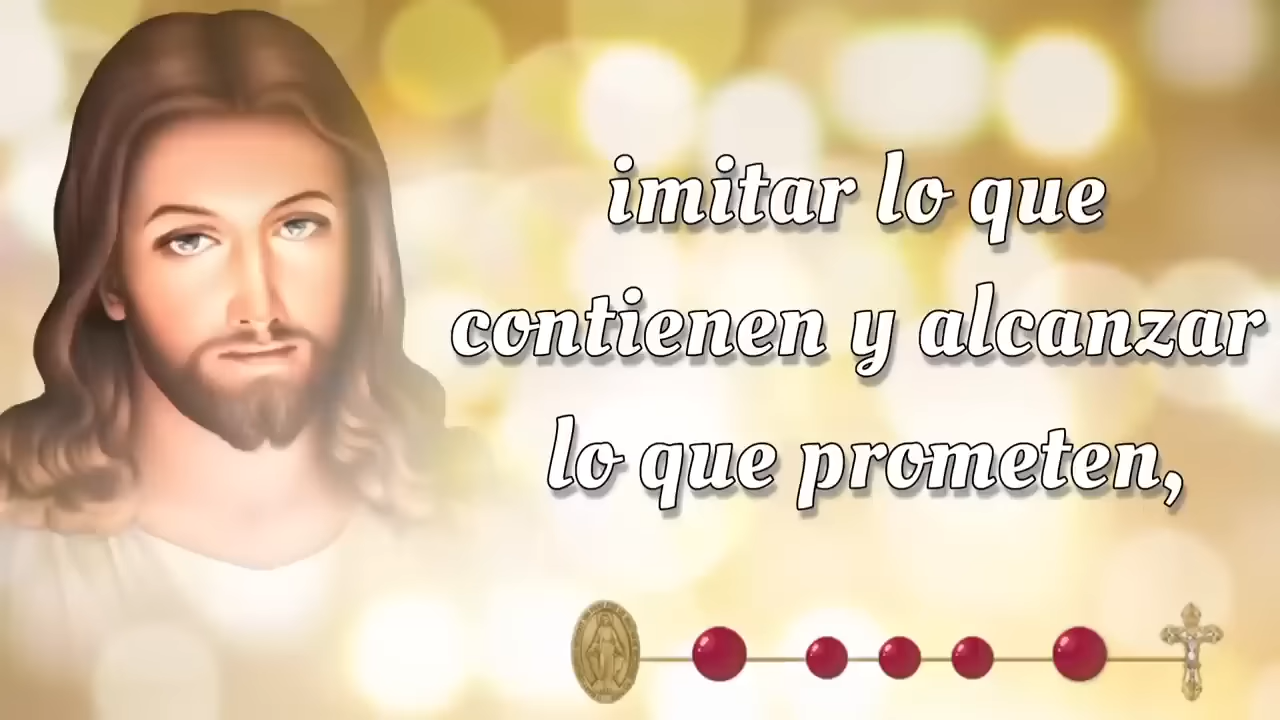 imitar lo que
contienen y alcanzar
lo que prometen,